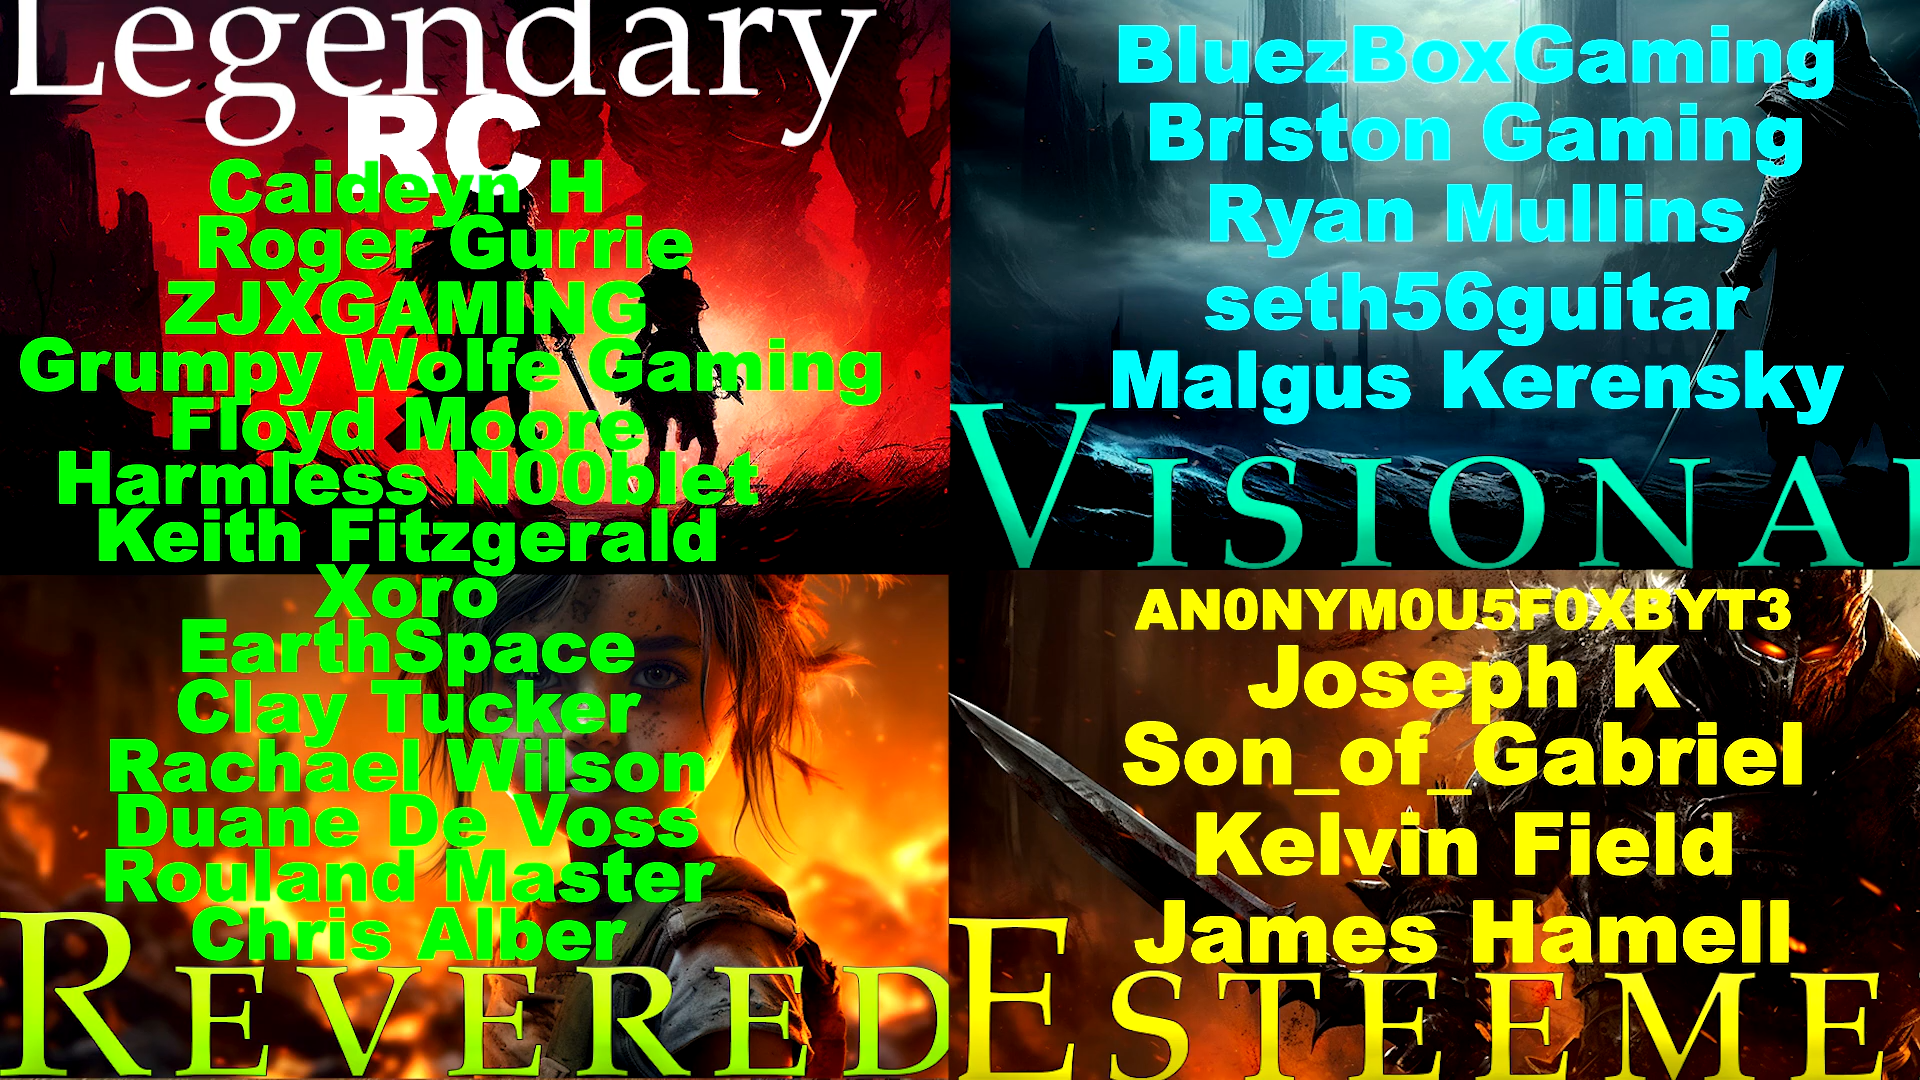 Legendary
RC
Caideyn H
Roger Gurrie
ZJXGAMING
Grumpy Wolfe Gaming
Floyd Moore
Harmless N00blet
Keith Fitzgerald
Xoro
EarthSpace
Clay Tucker
Rachael Wilson
Duane De Voss
Rouland Master
Chris Alber
REVERED
BluezBoxGaming
Briston Gaming
Ryan Mullins
seth56guitar
Malgus Kerensky
VISIONA
AN0NYM0U5F0XBYT3
Joseph K
Son_of_Gabriel
Kelvin Field
James Hamell
ESTEEME